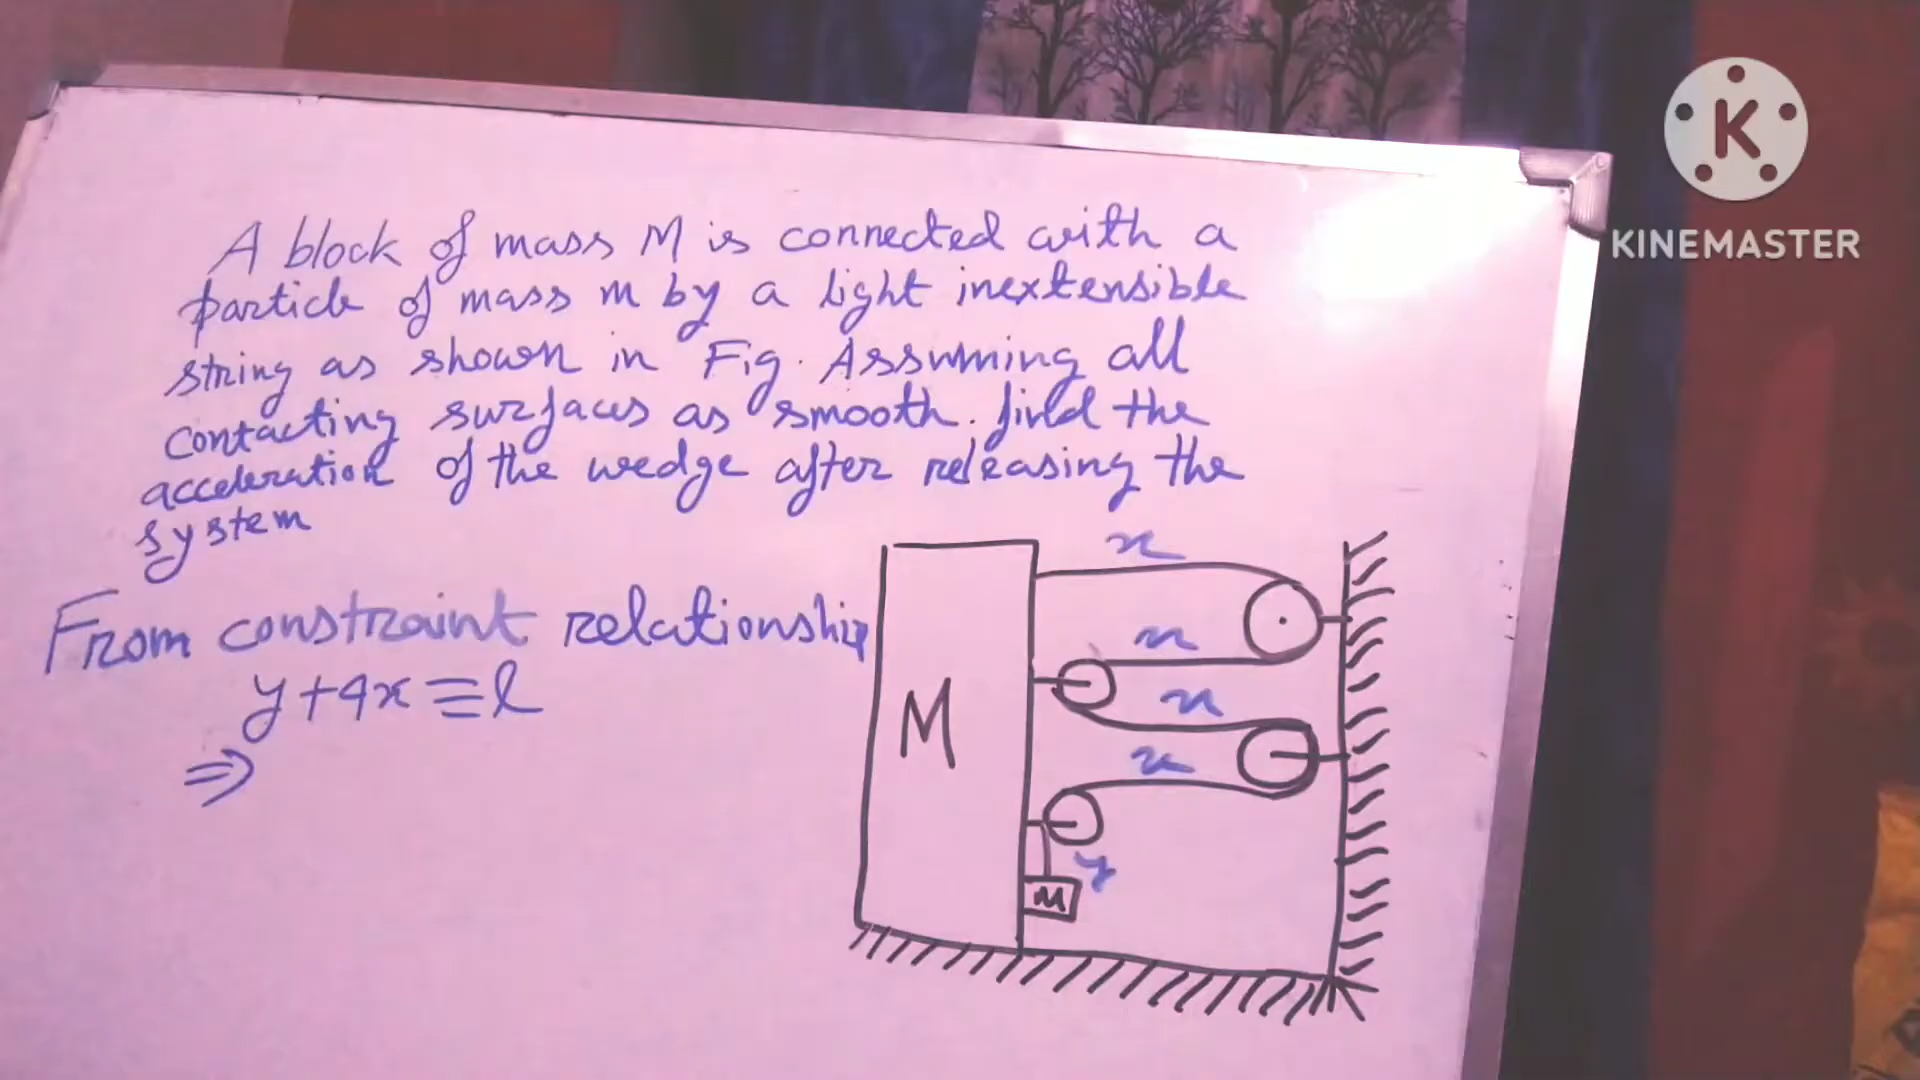 K
KINEMASTER
A block of mass M is connected with a
particle of mass m by a light inextensible
string as shown in Fig. Assuming all
contacting surfaces as smooth. find the
acceleration of the wedge after releasing the
system
From constraint relationship
y+4x≡l
⇒
x
x
x
x
M
y
M